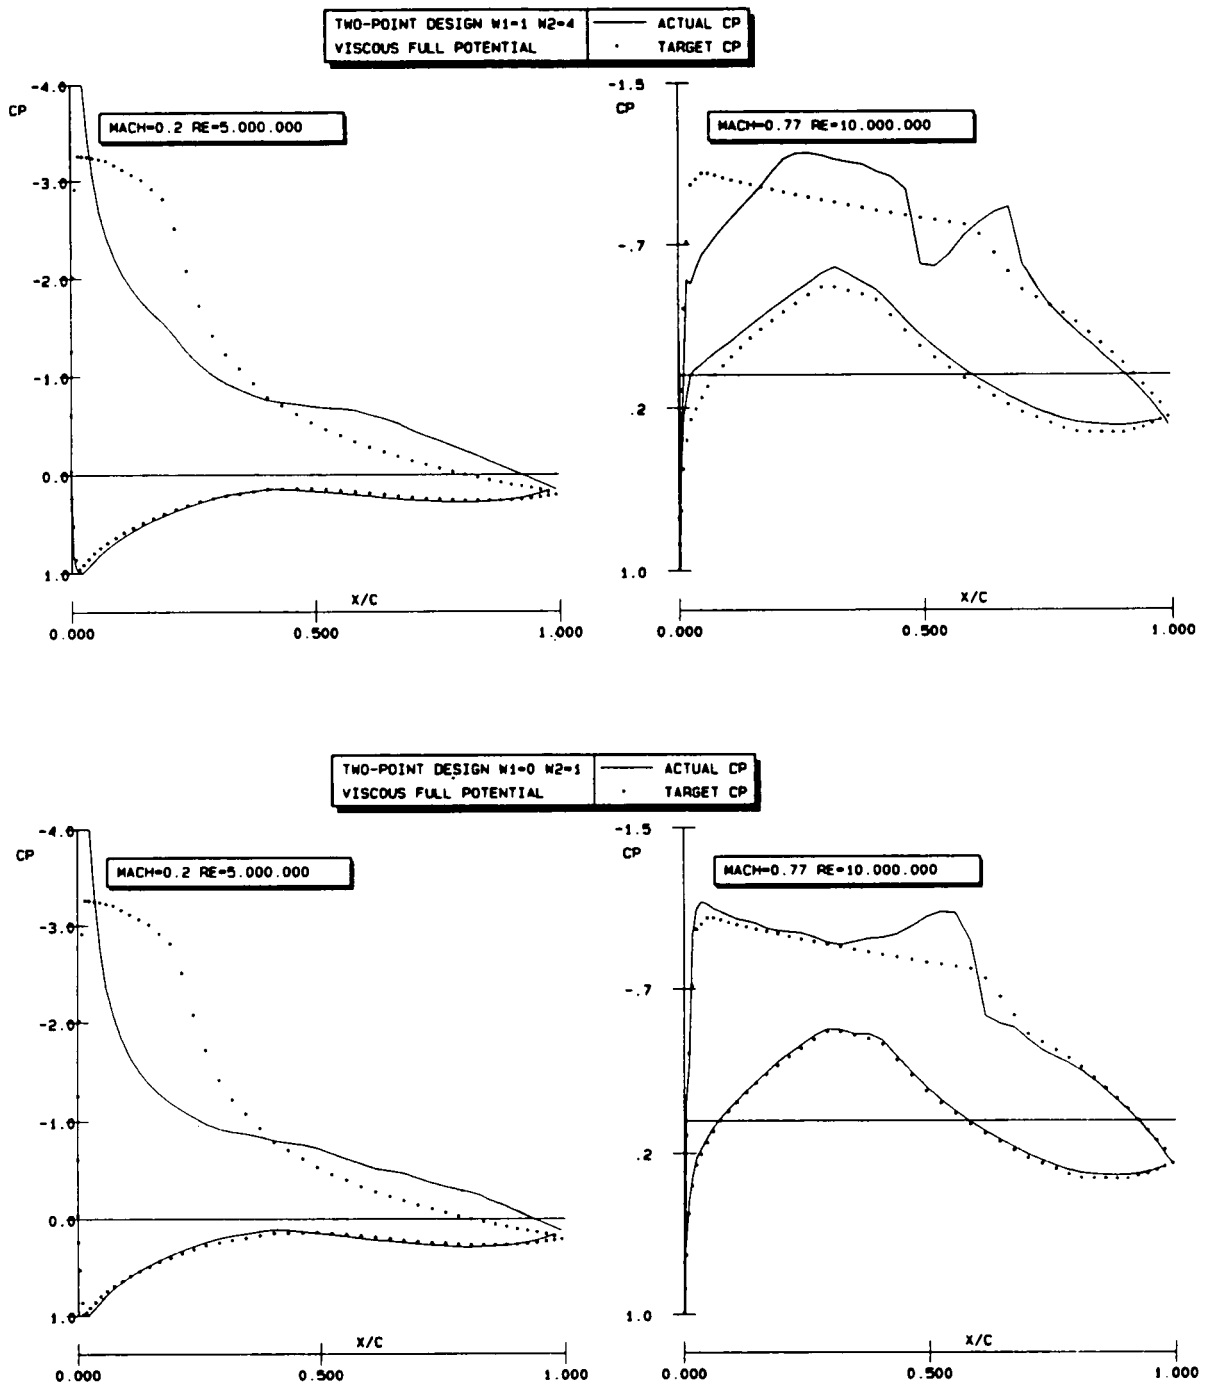 TWO-POINT DESIGN W1=1 W2=4
ACTUAL CP
VISCOUS FULL POTENTIAL
TARGET CP
-4.0
CP
MACH=0.2 RE=5.000.000
-3.0
-2.0
-1.0
0.0
1.0
X/C
0.000
0.500
1.000
-1.5
CP
MACH=0.77 RE=10.000.000
-.7
.2
1.0
X/C
0.000
0.500
1.000
TWO-POINT DESIGN W1=0 W2=1
ACTUAL CP
VISCOUS FULL POTENTIAL
TARGET CP
-4.0
CP
MACH=0.2 RE=5.000.000
-3.0
-2.0
-1.0
0.0
1.0
X/C
0.000
0.500
1.000
-1.5
CP
MACH=0.77 RE=10.000.000
-.7
.2
1.0
X/C
0.000
0.500
1.000